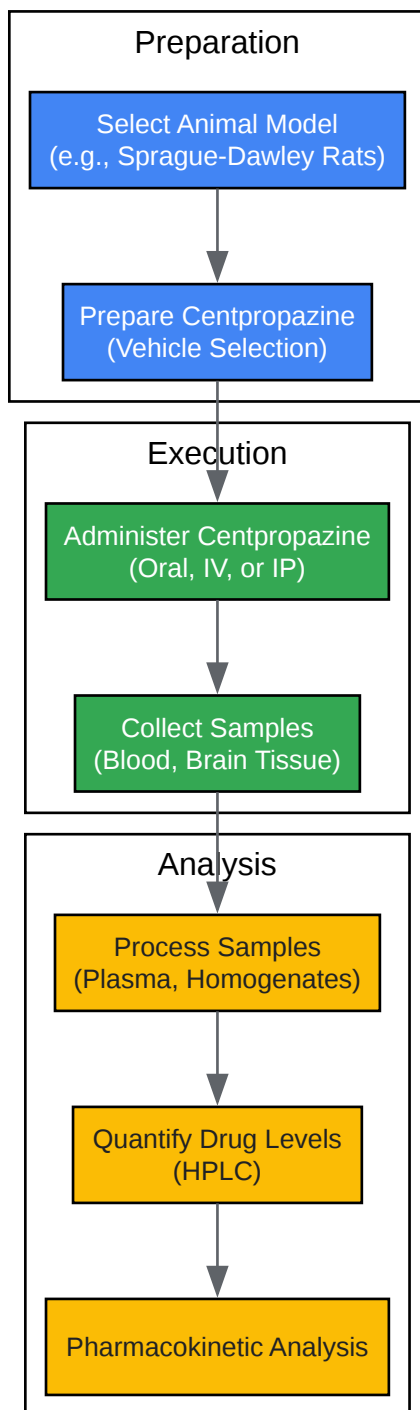 Preparation
Select Animal Model
(e.g., Sprague-Dawley Rats)
Prepare Centpropazine
(Vehicle Selection)
Execution
Administer Centpropazine
(Oral, IV, or IP)
Collect Samples
(Blood, Brain Tissue)
Analysis
Process Samples
(Plasma, Homogenates)
Quantify Drug Levels
(HPLC)
Pharmacokinetic Analysis